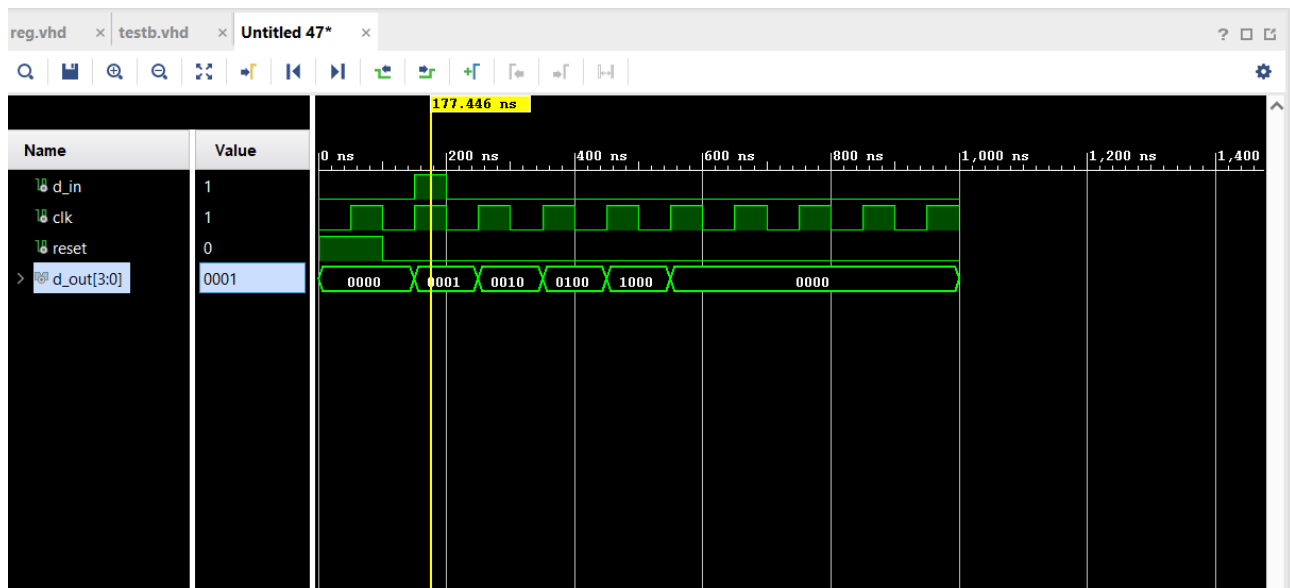 reg.vhd × testb.vhd × Untitled 47* × ?
177.446 ns
Name Value 0 ns 200 ns 400 ns 600 ns 800 ns 1,000 ns 1,200 ns 1,400
d_in 1
clk 1
reset 0
> d_out[3:0] 0001 0000 0001 0010 0100 1000 0000